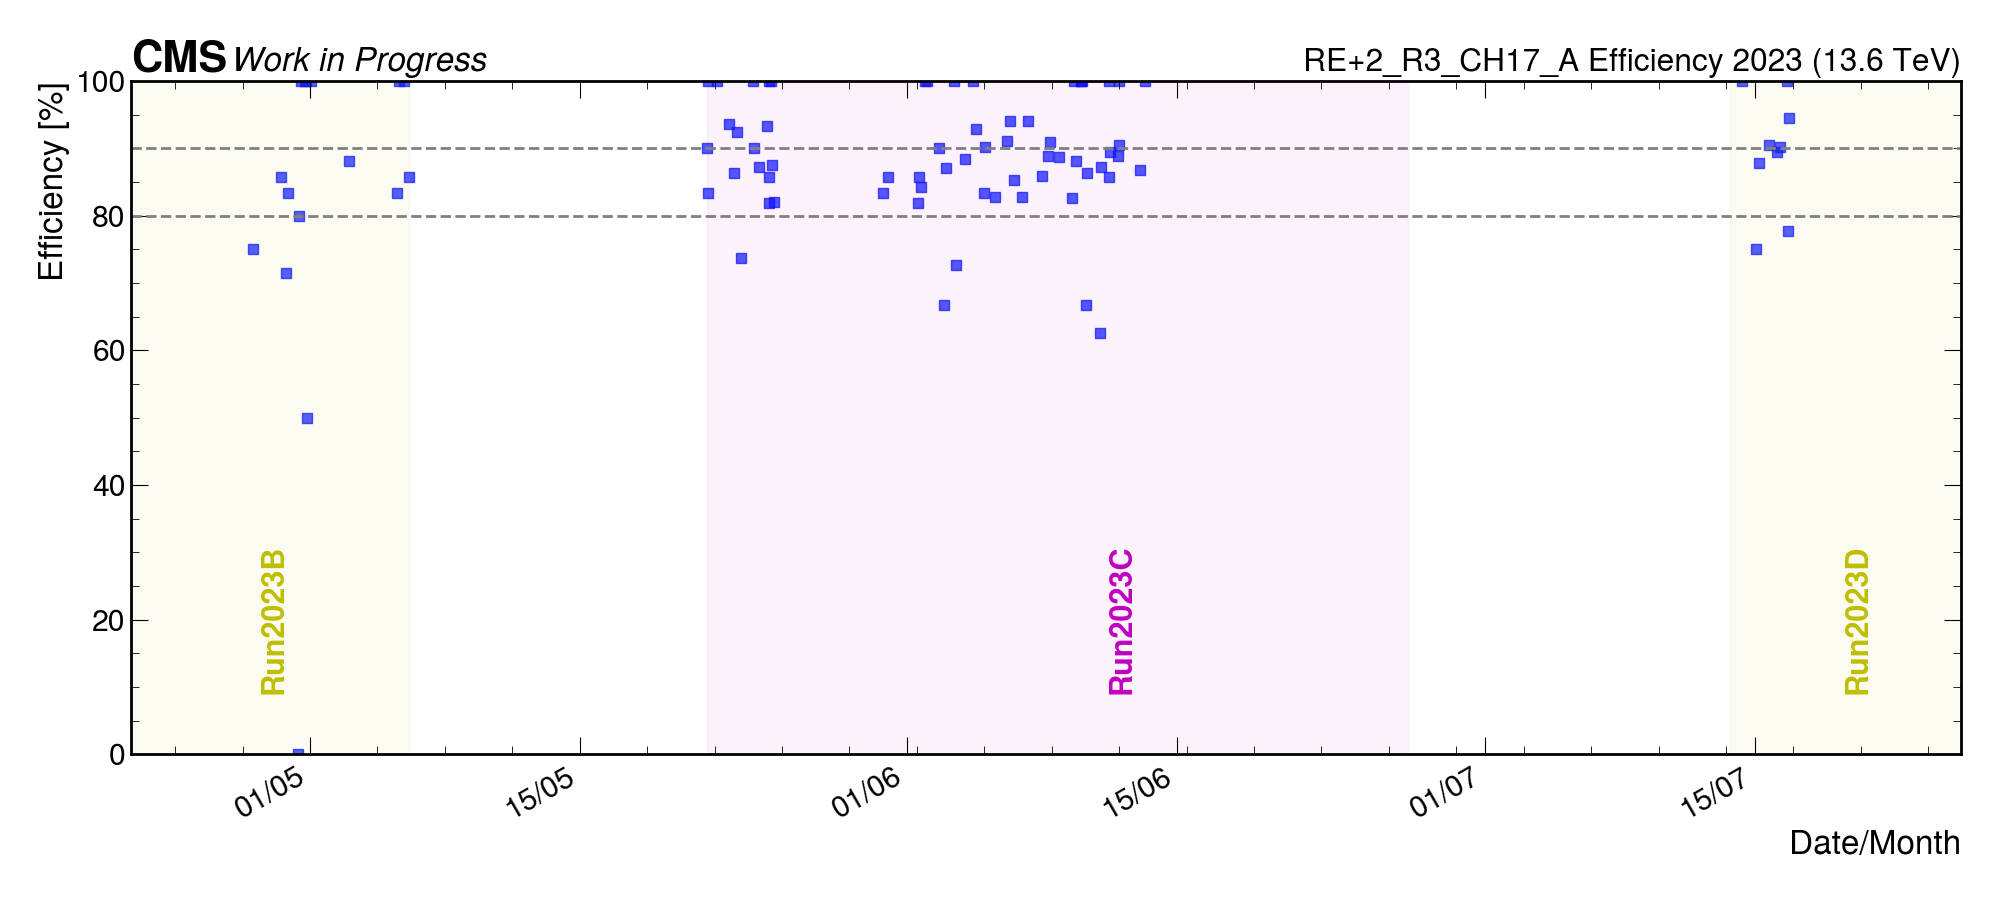 CMS Work in Progress
RE+2_R3_CH17_A Efficiency 2023 (13.6 TeV)
Efficiency [%]
100
80
60
40
20
0
Run2023B
Run2023C
Run2023D
01/05
15/05
01/06
15/06
01/07
15/07
Date/Month